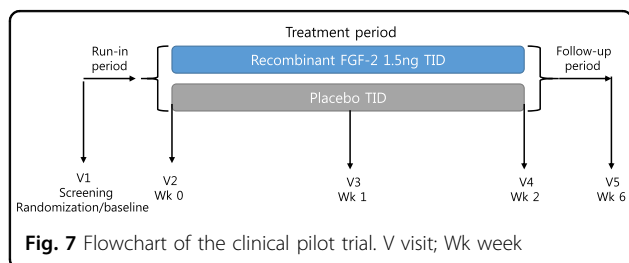 Treatment period
Run-in
period
Recombinant FGF-2 1.5ng TID
Follow-up
period
Placebo TID
V1
Screening
Randomization/baseline
V2
Wk 0
V3
Wk 1
V4
Wk 2
V5
Wk 6
Fig. 7 Flowchart of the clinical pilot trial. V visit; Wk week